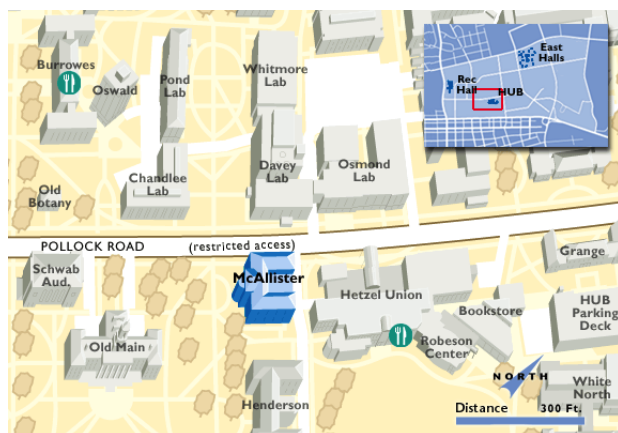 Burrowes
Oswald
Pond
Lab
Whitmore
Lab
East
Halls
Rec
Hall
HUB
Old
Botany
Chandlee
Lab
Davey
Lab
Osmond
Lab
POLLOCK ROAD
(restricted access)
Schwab
Aud.
McAllister
Grange
Hetzel Union
Bookstore
HUB
Parking
Deck
Old Main
Robeson
Center
NORTH
White
North
Henderson
Distance
300 Ft.